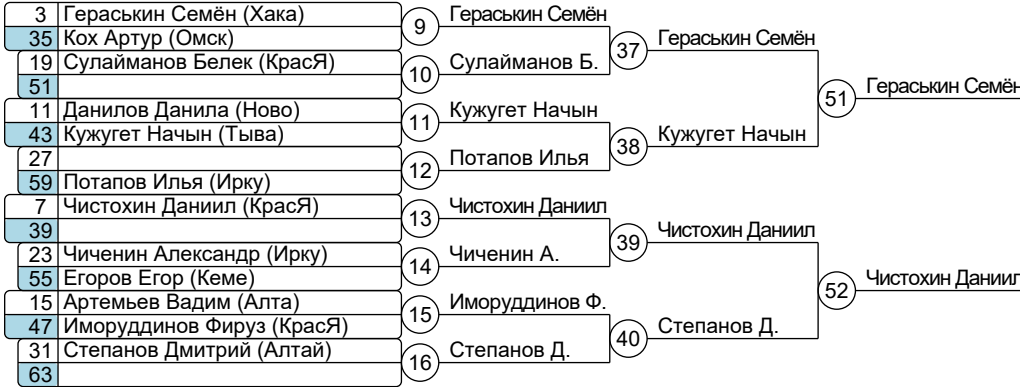 3 Гераськин Семён (Хака)
35 Кох Артур (Омск)
19 Сулайманов Белек (КрасЯ)
51
11 Данилов Данила (Ново)
43 Кужугет Начын (Тыва)
27
59 Потапов Илья (Ирку)
7 Чистохин Даниил (КрасЯ)
39
23 Чиченин Александр (Ирку)
55 Егоров Егор (Кеме)
15 Артемьев Вадим (Алта)
47 Иморуддинов Фируз (КрасЯ)
31 Степанов Дмитрий (Алтай)
63
9 Гераськин Семён
10 Сулайманов Б.
11 Кужугет Начын
12 Потапов Илья
13 Чистохин Даниил
14 Чиченин А.
15 Иморуддинов Ф.
16 Степанов Д.
37 Гераськин Семён
38 Кужугет Начын
39 Чистохин Даниил
40 Степанов Д.
51 Гераськин Семён
52 Чистохин Даниил